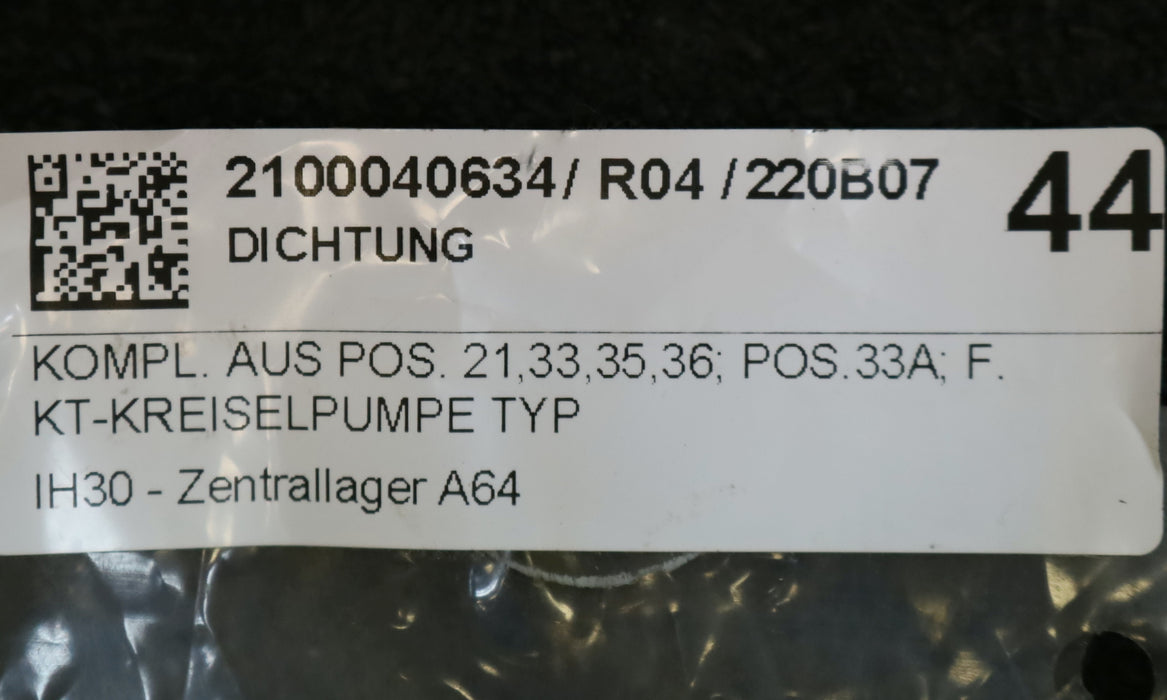 2100040634/ R04 /220B07
44
DICHTUNG
KOMPL. AUS POS. 21,33,35,36; POS.33A; F.
KT-KREISELPUMPE TYP
IH30 - Zentrallager A64